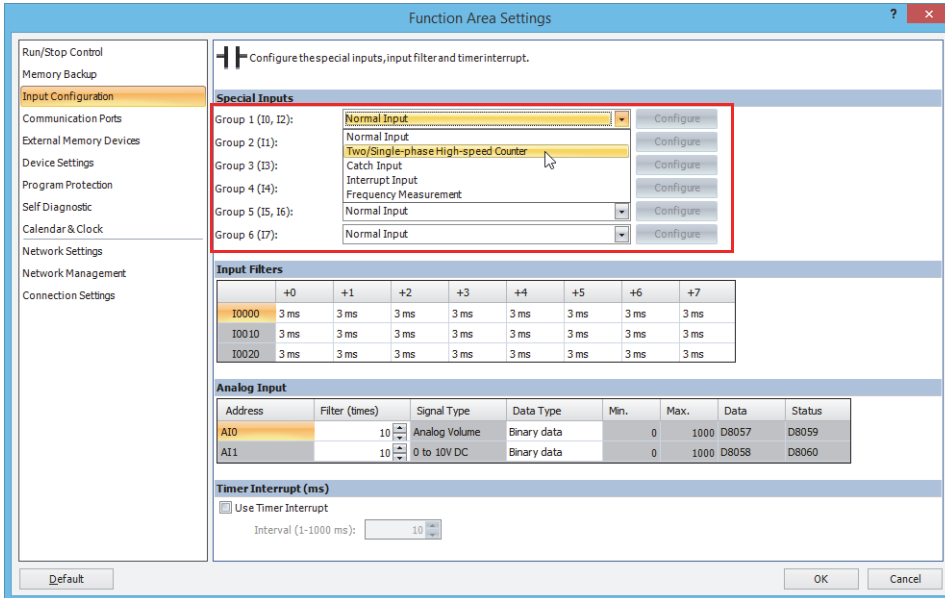 Function Area Settings
?
Run/Stop Control
Memory Backup
Input Configuration
Communication Ports
External Memory Devices
Device Settings
Program Protection
Self Diagnostic
Calendar & Clock
Network Settings
Network Management
Connection Settings
Configure the special inputs, input filter and timer interrupt.
Special Inputs
Group 1 (I0, I2): Normal Input Configure
Normal Input
Group 2 (I1): Configure
Two/Single-phase High-speed Counter
Group 3 (I3): Catch Input Configure
Interrupt Input
Group 4 (I4): Configure
Frequency Measurement
Group 5 (I5, I6): Normal Input Configure
Group 6 (I7): Normal Input Configure
Input Filters
+0 +1 +2 +3 +4 +5 +6 +7
I0000 3 ms 3 ms 3 ms 3 ms 3 ms 3 ms 3 ms 3 ms
I0010 3 ms 3 ms 3 ms 3 ms 3 ms 3 ms 3 ms 3 ms
I0020 3 ms 3 ms 3 ms 3 ms 3 ms 3 ms 3 ms 3 ms
Analog Input
Address Filter (times) Signal Type Data Type Min. Max. Data Status
AI0 10 Analog Volume Binary data 0 1000 D8057 D8059
AI1 10 0 to 10V DC Binary data 0 1000 D8058 D8060
Timer Interrupt (ms)
Use Timer Interrupt
Interval (1-1000 ms): 10
Default OK Cancel